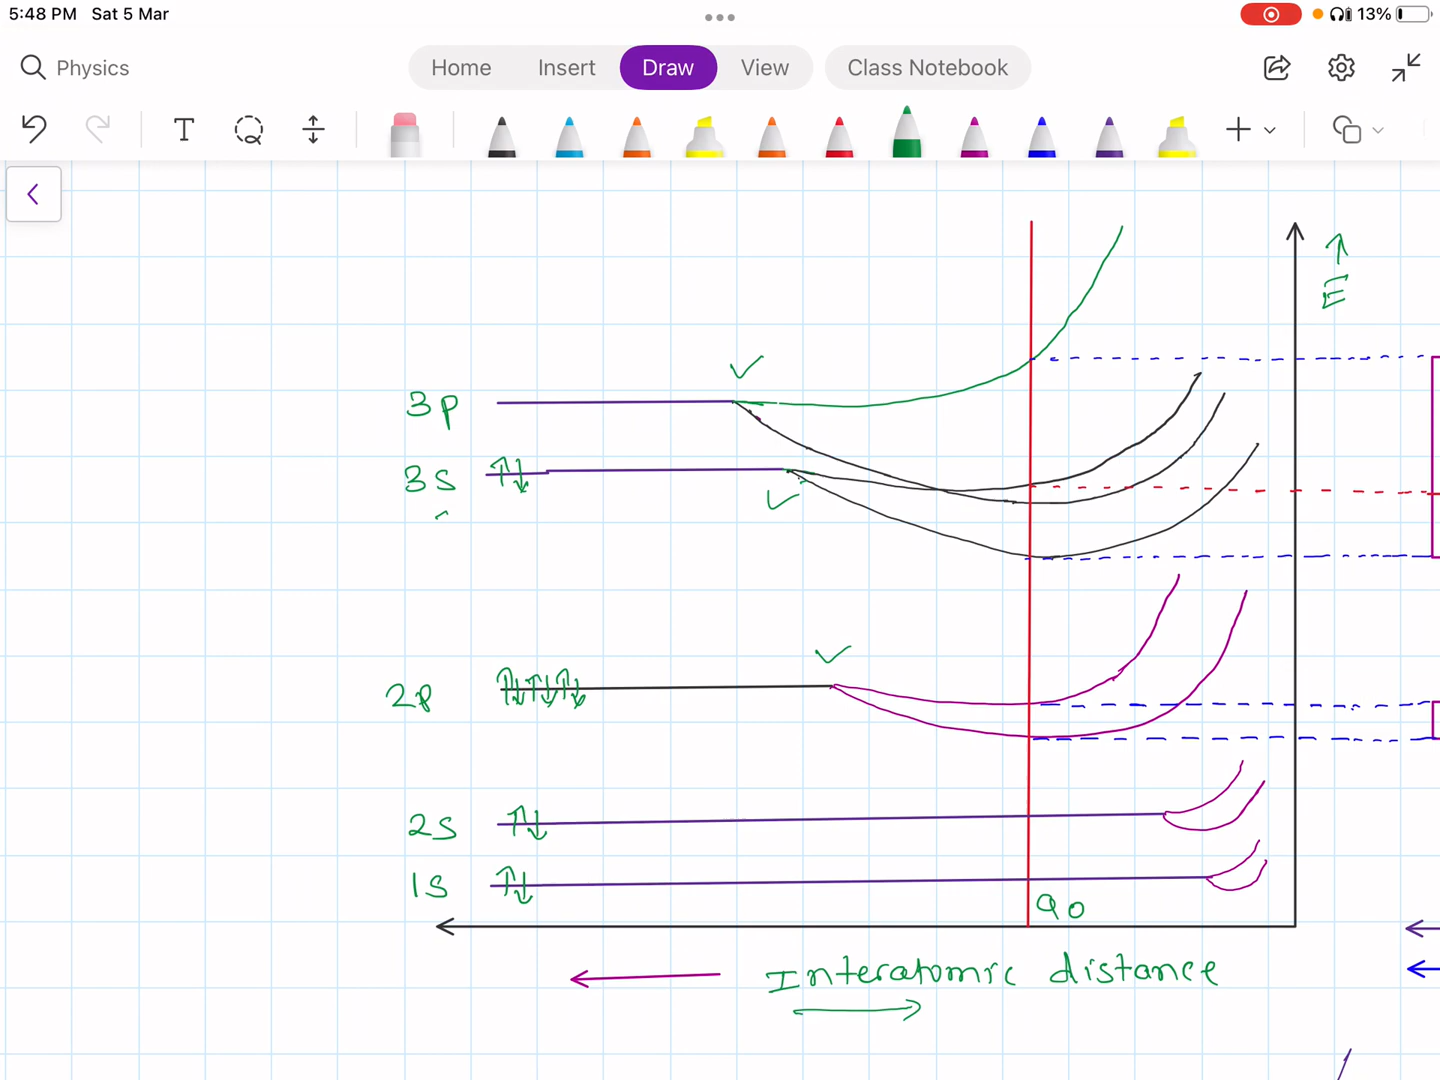 5:48 PM Sat 5 Mar
13%
Physics
Home Insert Draw View Class Notebook
T
↑
E
3p
3s ↑↓
2p ↑↓↑↓↑↓
2s ↑↓
1s ↑↓
a0
Interatomic distance